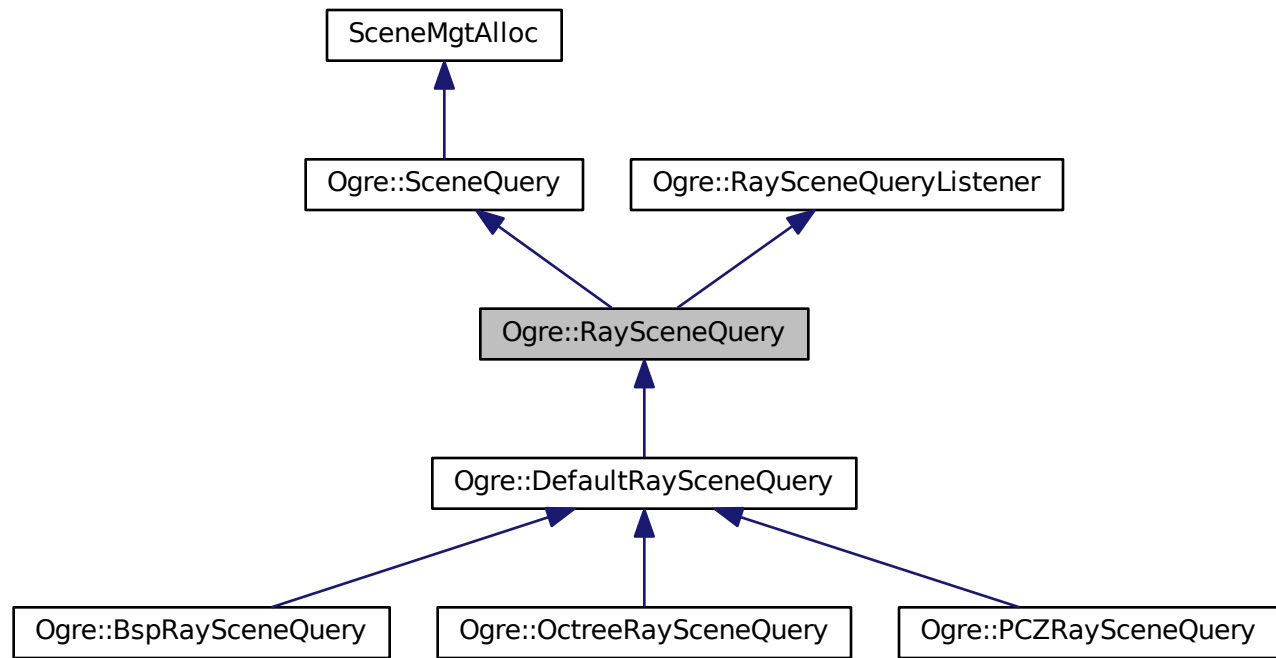 SceneMgtAlloc
Ogre::SceneQuery
Ogre::RaySceneQueryListener
Ogre::RaySceneQuery
Ogre::DefaultRaySceneQuery
Ogre::BspRaySceneQuery
Ogre::OctreeRaySceneQuery
Ogre::PCZRaySceneQuery